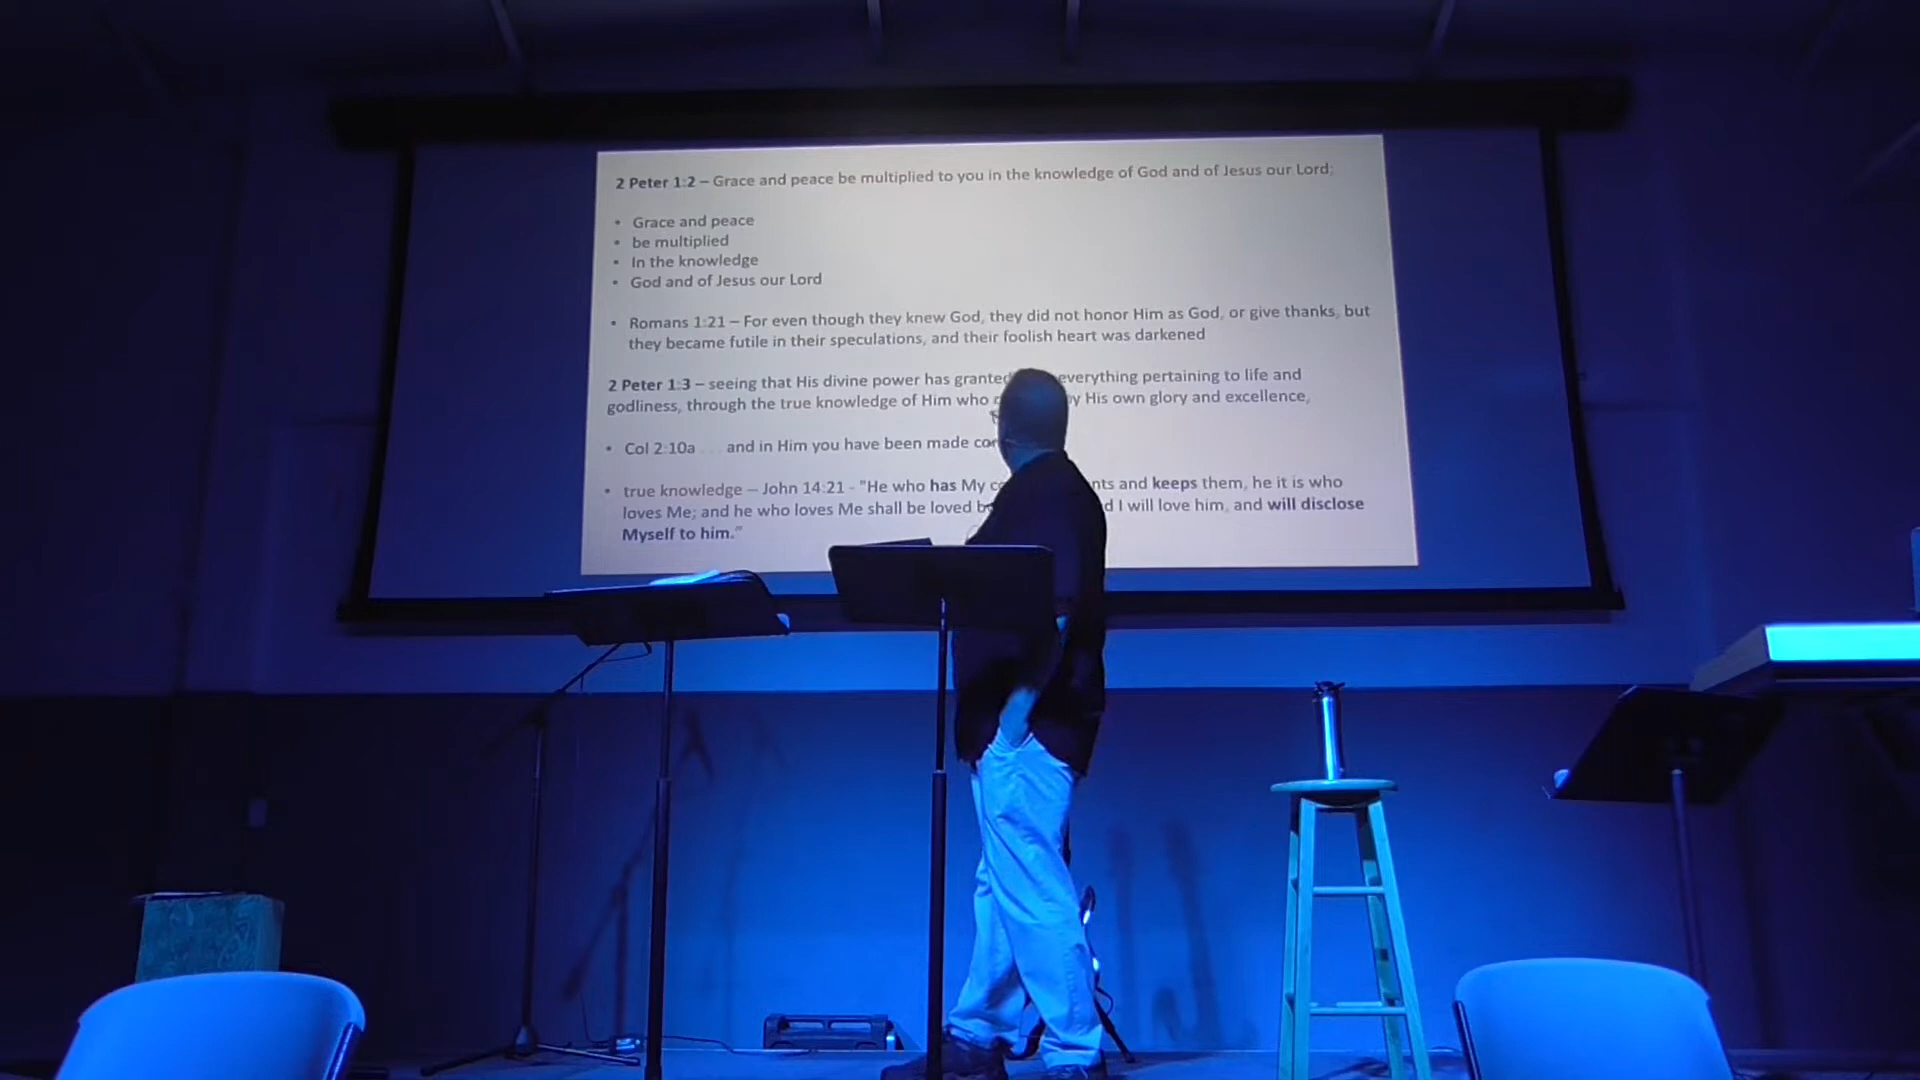 2 Peter 1:2 – Grace and peace be multiplied to you in the knowledge of God and of Jesus our Lord;
• Grace and peace
• be multiplied
• In the knowledge
• God and of Jesus our Lord
• Romans 1:21 – For even though they knew God, they did not honor Him as God, or give thanks, but
they became futile in their speculations, and their foolish heart was darkened
2 Peter 1:3 – seeing that His divine power has granted everything pertaining to life and
godliness, through the true knowledge of Him who His own glory and excellence,
• Col 2:10a ... and in Him you have been made
• true knowledge – John 14:21 - "He who has My and keeps them, he it is who
loves Me; and he who loves Me shall be loved I will love him, and will disclose
Myself to him."